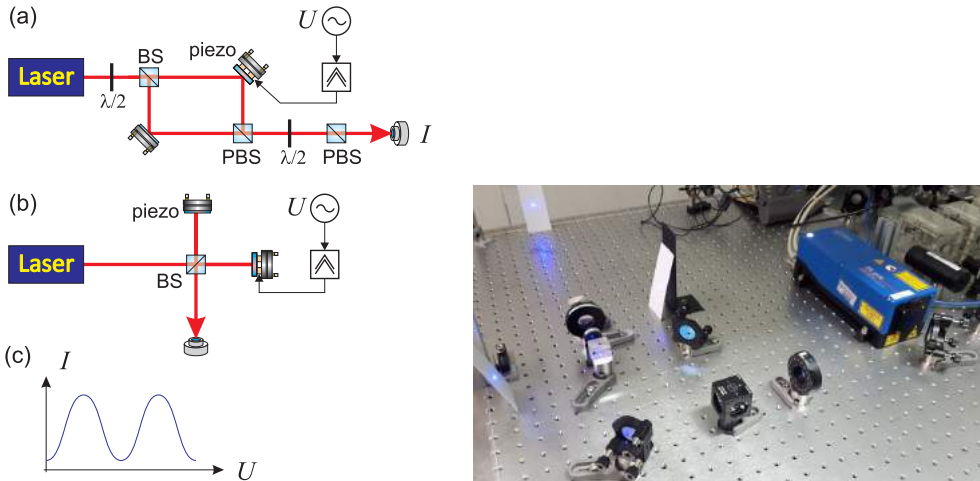 (a)
U
piezo
BS
Laser
λ/2
I
PBS
λ/2
PBS
(b)
piezo
U
Laser
BS
(c)
I
U